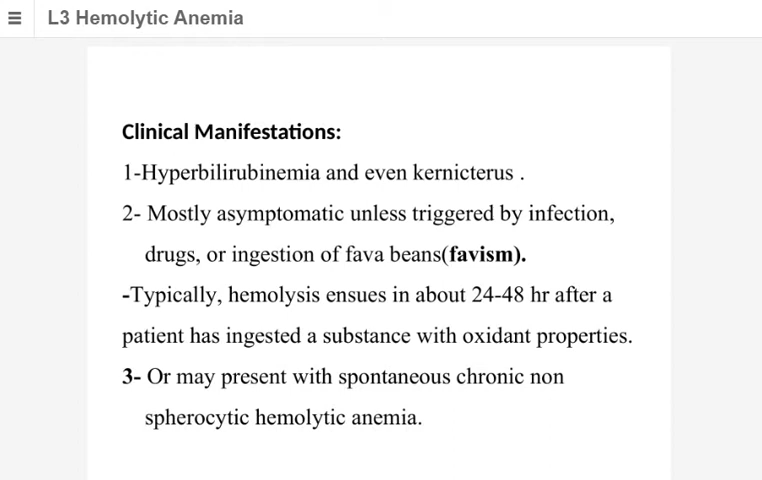 L3 Hemolytic Anemia
Clinical Manifestations:
1-Hyperbilirubinemia and even kernicterus .
2- Mostly asymptomatic unless triggered by infection,
drugs, or ingestion of fava beans(favism).
-Typically, hemolysis ensues in about 24-48 hr after a
patient has ingested a substance with oxidant properties.
3- Or may present with spontaneous chronic non
spherocytic hemolytic anemia.